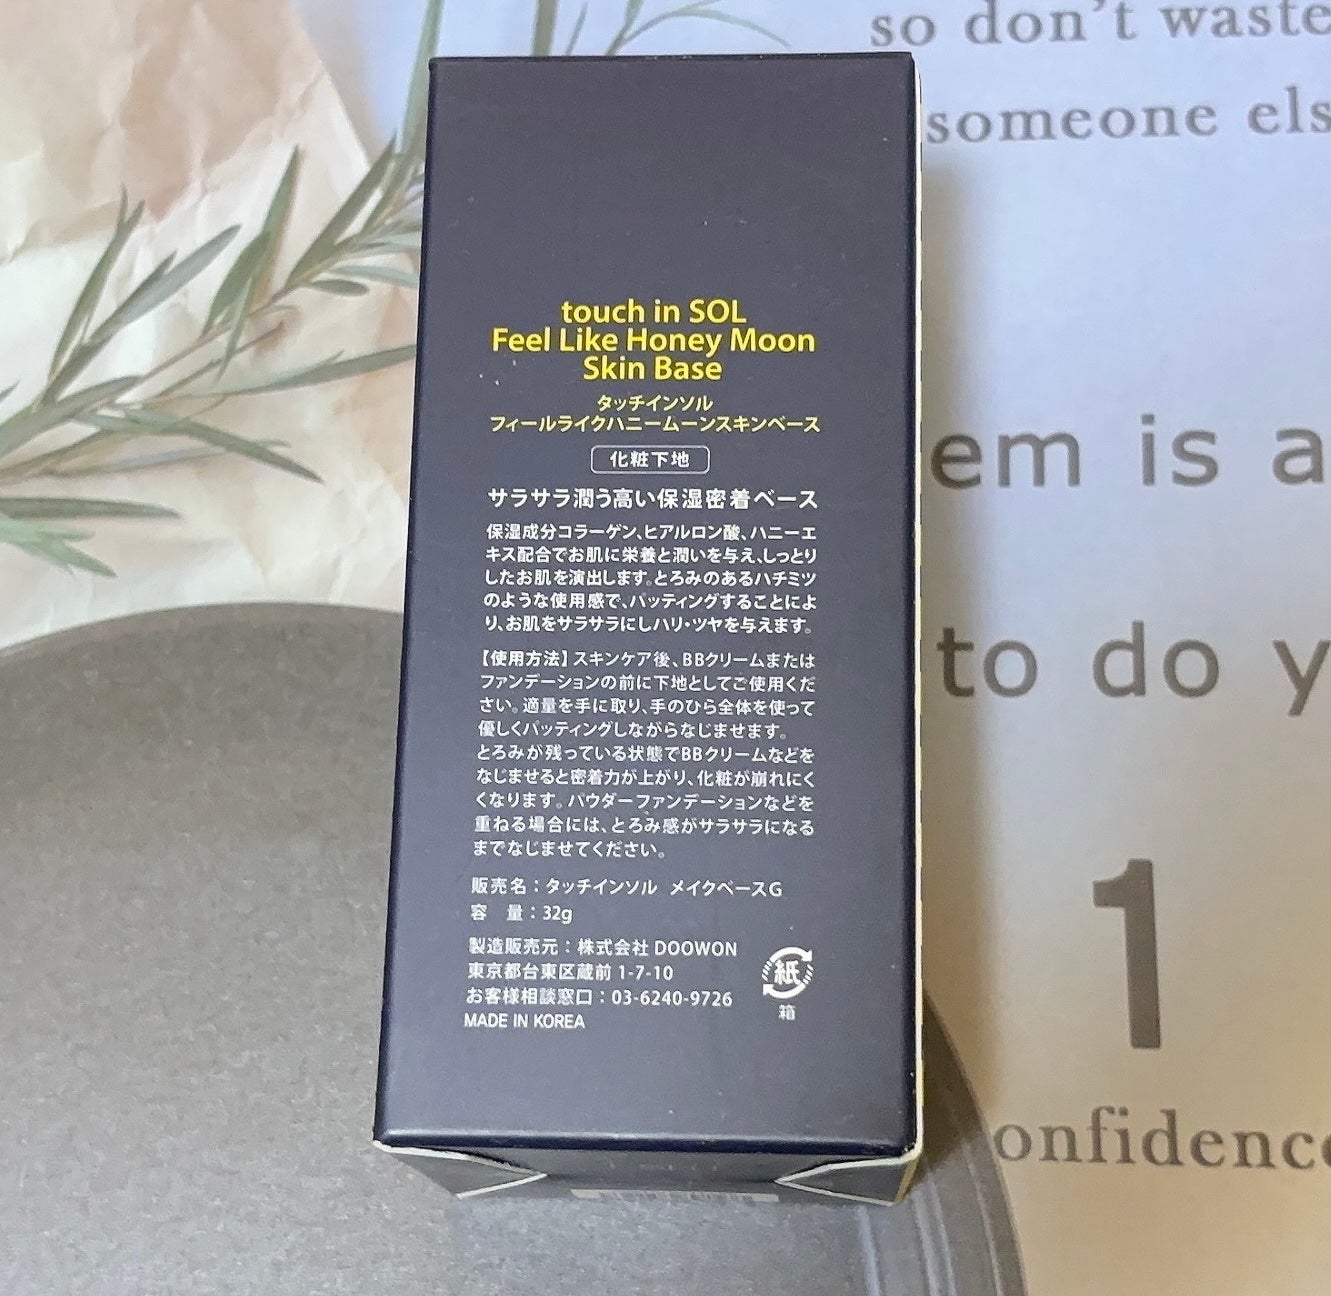 so don't waste
someone els
em is a
to do y
1
onfidence
touch in SOL
Feel Like Honey Moon
Skin Base
タッチインソル
フィールライクハニームーンスキンベース
化粧下地
サラサラ潤う高い保湿密着ベース
保湿成分コラーゲン、ヒアルロン酸、ハニーエ
キス配合でお肌に栄養と潤いを与え、しっとり
したお肌を演出します。とろみのあるハチミツ
のような使用感で、パッティングすることによ
り、お肌をサラサラにしハリ・ツヤを与えます。
【使用方法】スキンケア後、BBクリームまたは
ファンデーションの前に下地としてご使用くだ
さい。適量を手に取り、手のひら全体を使って
優しくパッティングしながらなじませます。
とろみが残っている状態でBBクリームなどを
なじませると密着力が上がり、化粧が崩れにく
くなります。パウダーファンデーションなどを
重ねる場合には、とろみ感がサラサラになる
までなじませてください。
販売名：タッチインソル メイクベースG
容 量：32g
製造販売元：株式会社 DOOWON
東京都台東区蔵前 1-7-10
お客様相談窓口：03-6240-9726
MADE IN KOREA
紙
箱